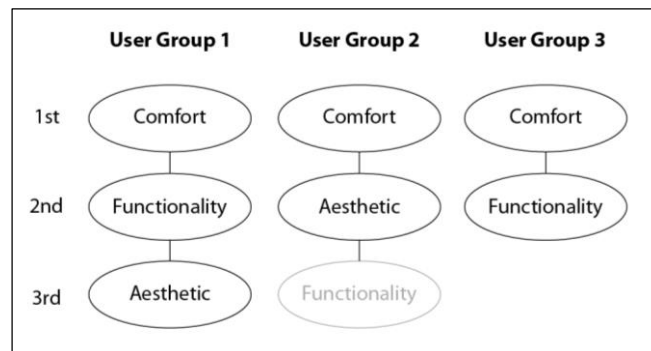 User Group 1 User Group 2 User Group 3
1st Comfort Comfort Comfort
2nd Functionality Aesthetic Functionality
3rd Aesthetic Functionality